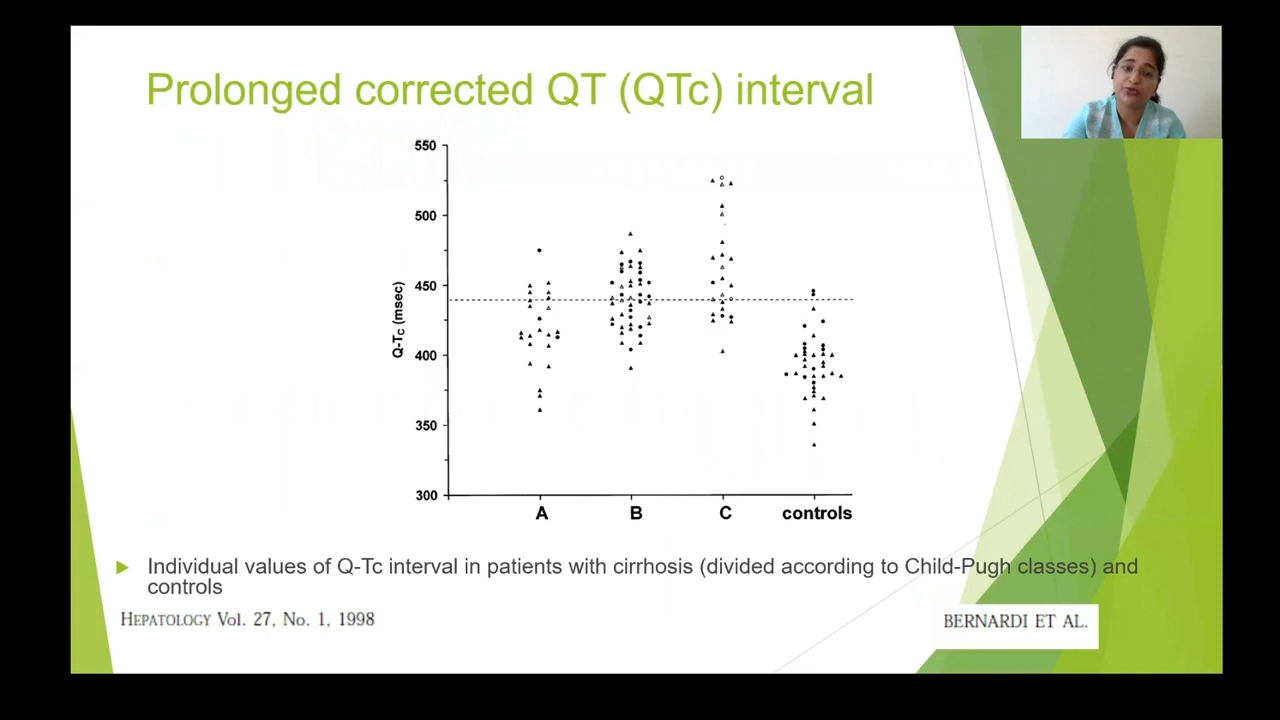 Prolonged corrected QT (QTc) interval
550
500
450
400
350
300
Q-TC (msec)
A B C controls
Individual values of Q-Tc interval in patients with cirrhosis (divided according to Child-Pugh classes) and
controls
HEPATOLOGY Vol. 27, No. 1, 1998
BERNARDI ET AL.